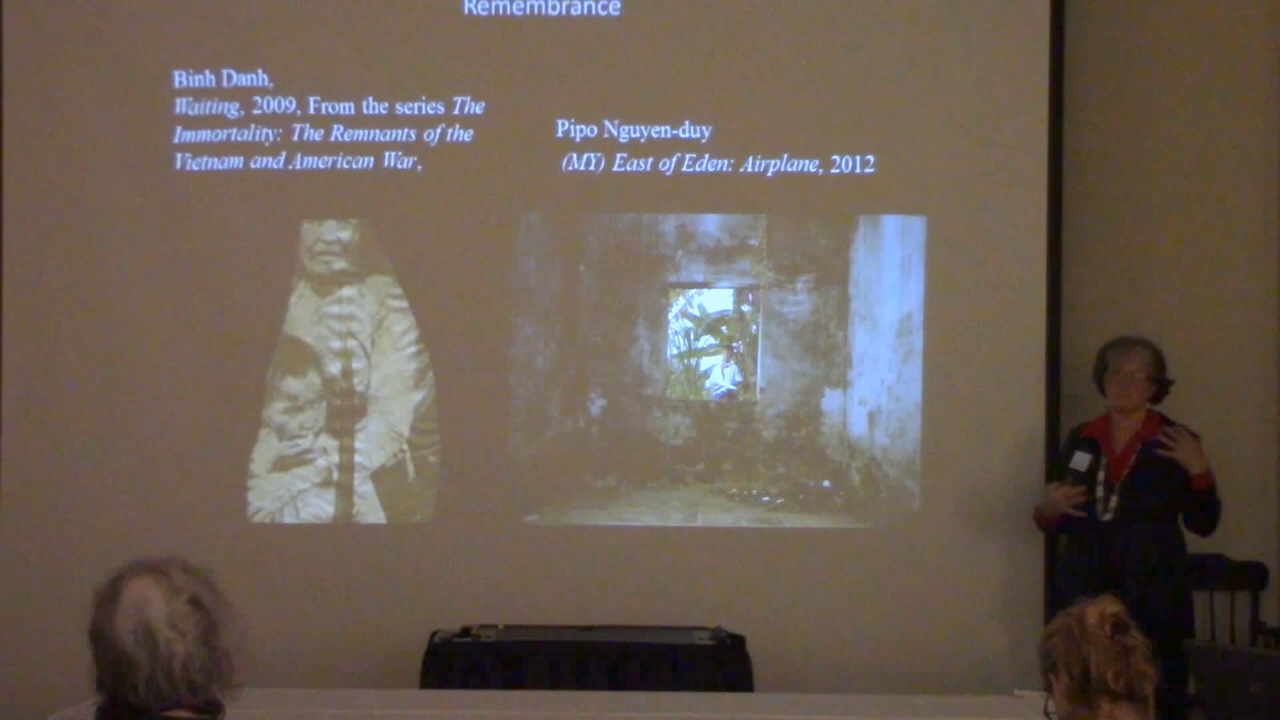 Remembrance
Binh Danh,
Waiting, 2009, From the series The
Immortality: The Remnants of the
Vietnam and American War,
Pipo Nguyen-duy
(MY) East of Eden: Airplane, 2012